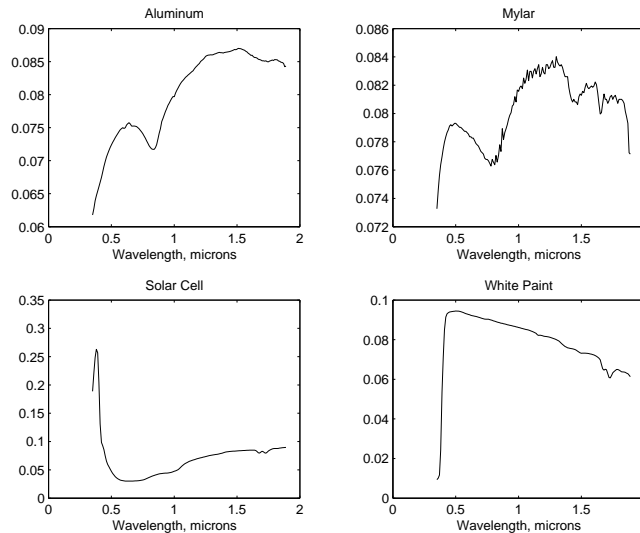 Aluminum
0.09
0.085
0.08
0.075
0.07
0.065
0.06
0 0.5 1 1.5 2
Wavelength, microns
Mylar
0.086
0.084
0.082
0.08
0.078
0.076
0.074
0.072
0 0.5 1 1.5
Wavelength, microns
Solar Cell
0.35
0.3
0.25
0.2
0.15
0.1
0.05
0
0 0.5 1 1.5 2
Wavelength, microns
White Paint
0.1
0.08
0.06
0.04
0.02
0
0 0.5 1 1.5
Wavelength, microns